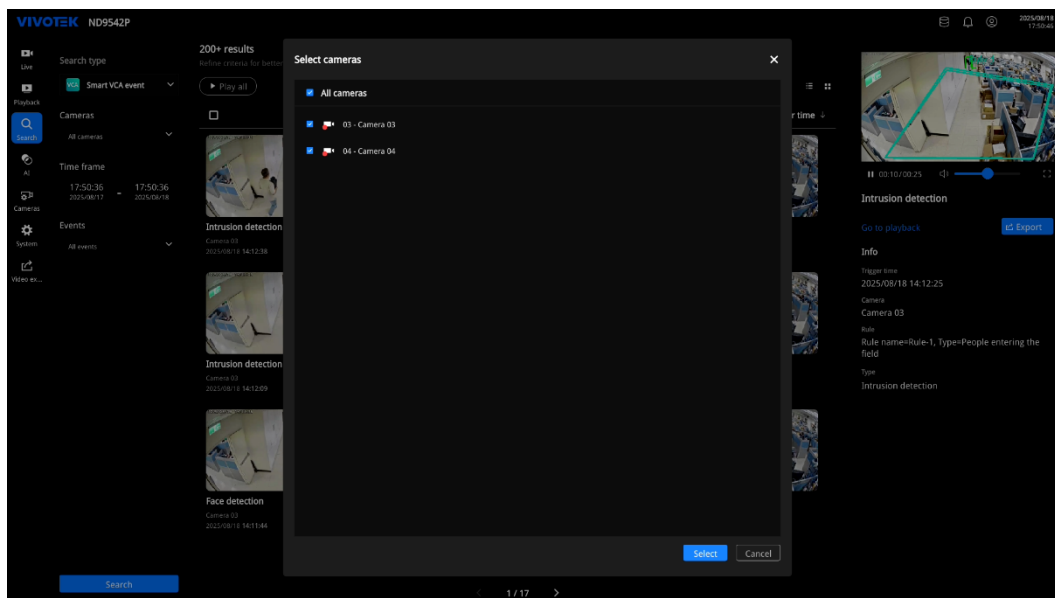 VIVOTEK ND9542P
2025/08/18
17:50:46
Live
Playback
Search
AI
Cameras
System
Video ex...
Search type
VCA Smart VCA event
Cameras
All cameras
Time frame
17:50:36 - 17:50:36
2025/08/17 2025/08/18
Events
All events
Search
200+ results
Refine criteria for better
Play all
r time ↓
Intrusion detection
Camera 03
2025/08/18 14:12:38
Intrusion detection
Camera 03
2025/08/18 14:12:09
Face detection
Camera 03
2025/08/18 14:11:44
1 / 17
Select cameras
All cameras
03 - Camera 03
04 - Camera 04
Select
Cancel
00:10/00:25
Intrusion detection
Go to playback
Export
Info
Trigger time
2025/08/18 14:12:25
Camera
Camera 03
Rule
Rule name=Rule-1, Type=People entering the
field
Type
Intrusion detection